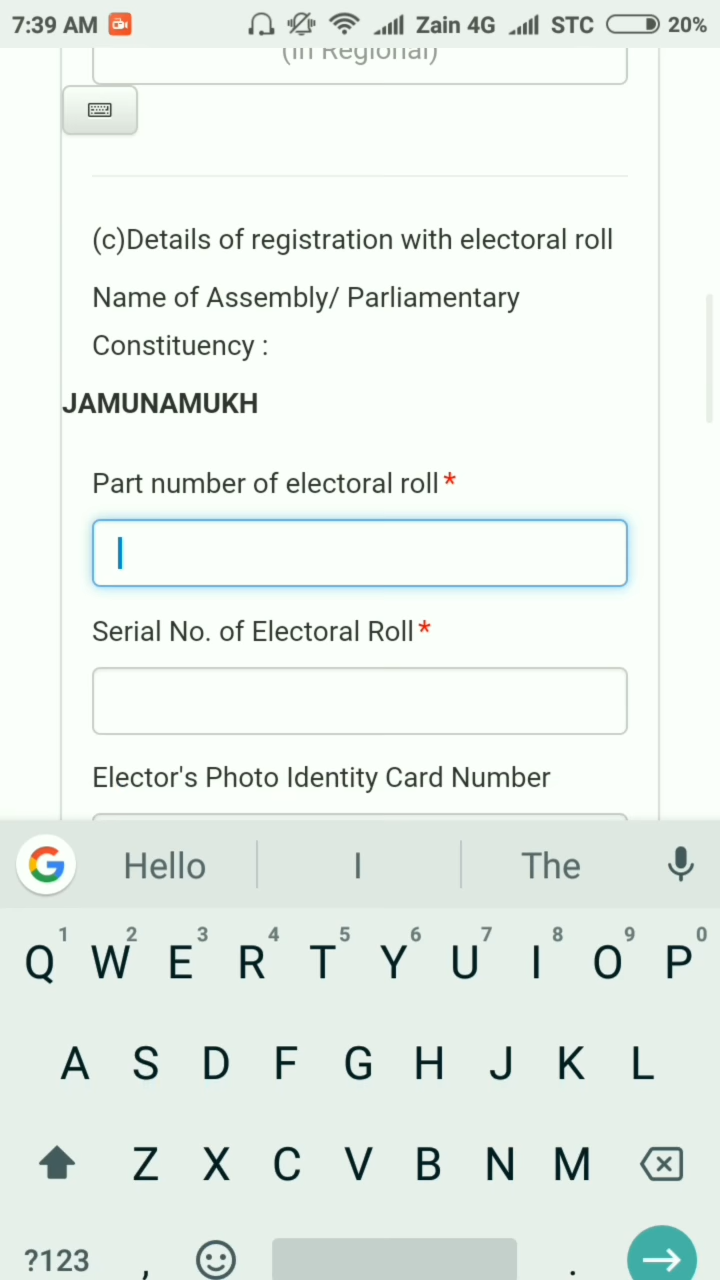 7:39 AM Zain 4G STC 20%
(In Regional)
(c)Details of registration with electoral roll
Name of Assembly/ Parliamentary
Constituency :
JAMUNAMUKH
Part number of electoral roll*
Serial No. of Electoral Roll*
Elector's Photo Identity Card Number
G Hello I The
1 2 3 4 5 6 7 8 9 0
Q W E R T Y U I O P
A S D F G H J K L
Z X C V B N M
?123 , .